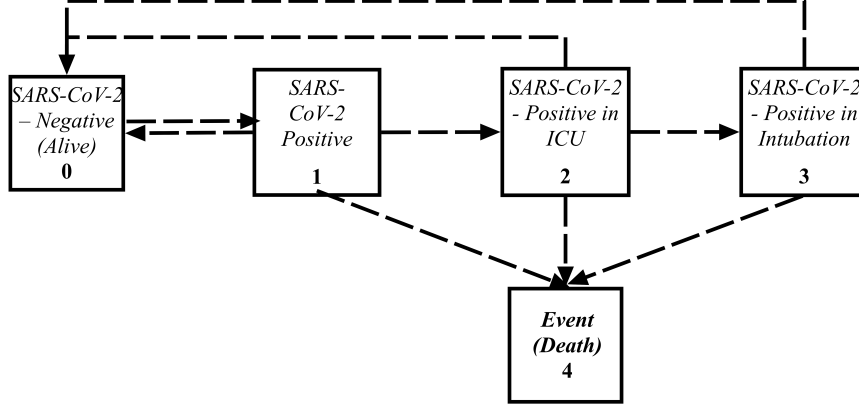 SARS-CoV-2
– Negative
(Alive)
0
SARS-
CoV-2
Positive
1
SARS-CoV-2
- Positive in
ICU
2
SARS-CoV-2
- Positive in
Intubation
3
Event
(Death)
4